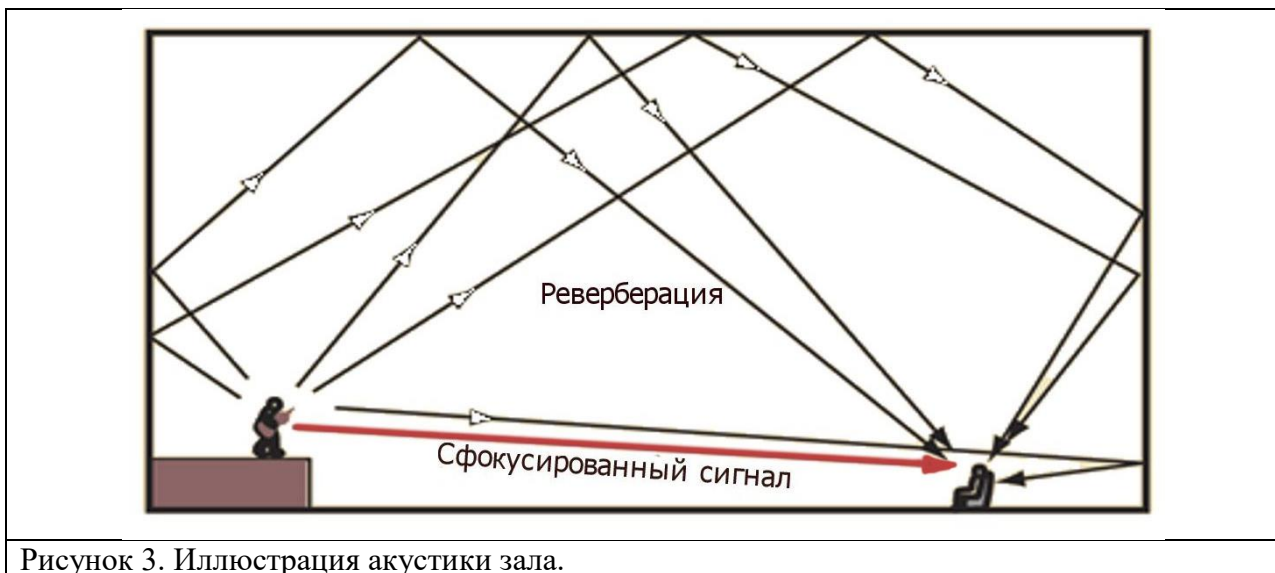 Реверберация
Сфокусированный сигнал
Рисунок 3. Иллюстрация акустики зала.